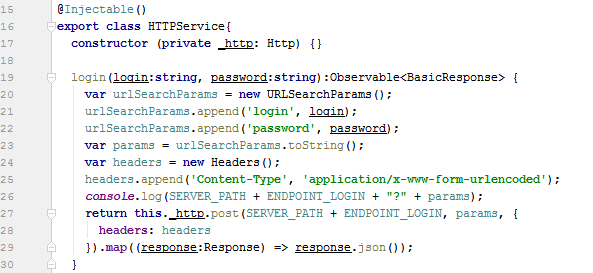 15 @Injectable()
16 export class HTTPService{
17 constructor (private _http: Http) {}
18
19 login(login:string, password:string):Observable<BasicResponse> {
20 var urlSearchParams = new URLSearchParams();
21 urlSearchParams.append('login', login);
22 urlSearchParams.append('password', password);
23 var params = urlSearchParams.toString();
24 var headers = new Headers();
25 headers.append('Content-Type', 'application/x-www-form-urlencoded');
26 console.log(SERVER_PATH + ENDPOINT_LOGIN + "?" + params);
27 return this._http.post(SERVER_PATH + ENDPOINT_LOGIN, params, {
28 headers: headers
29 }).map((response:Response) => response.json());
30 }